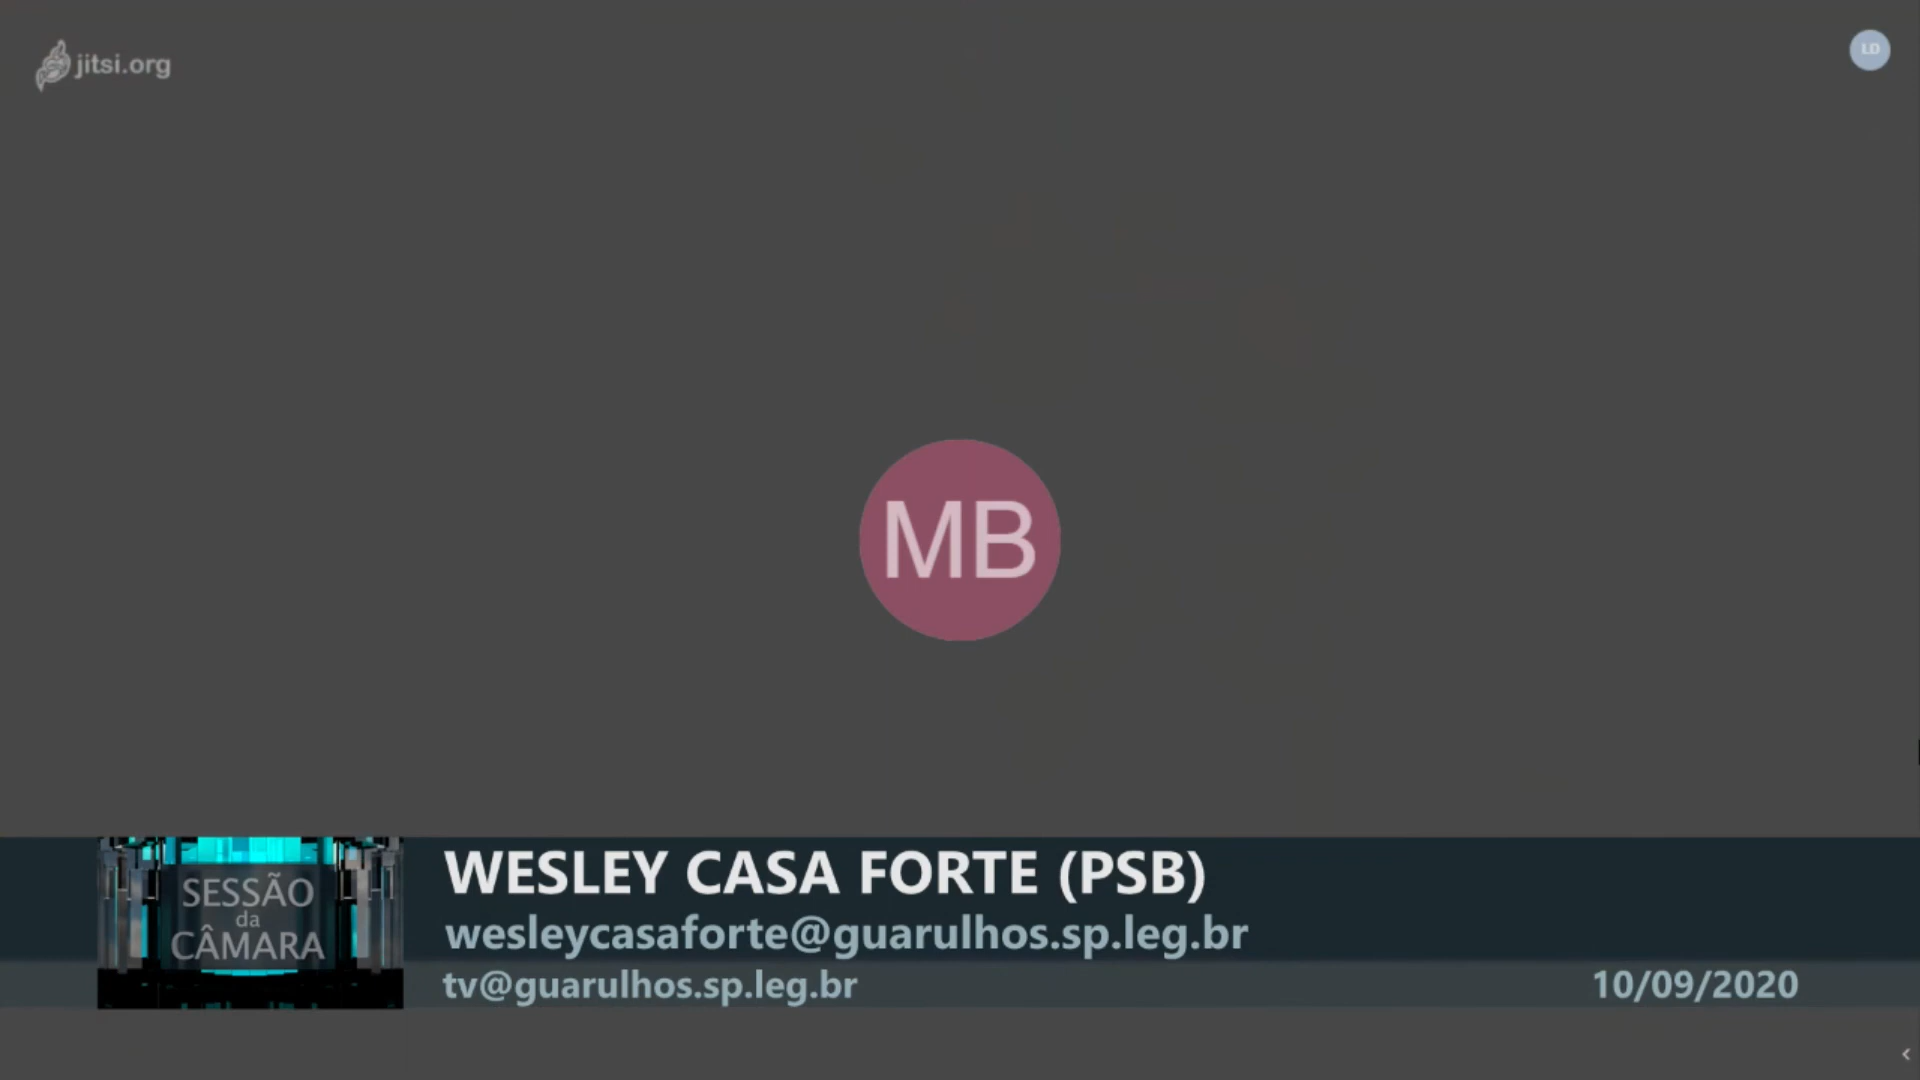 jitsi.org
LD
MB
SESSÃO
da
CÂMARA
WESLEY CASA FORTE (PSB)
wesleycasaforte@guarulhos.sp.leg.br
tv@guarulhos.sp.leg.br
10/09/2020